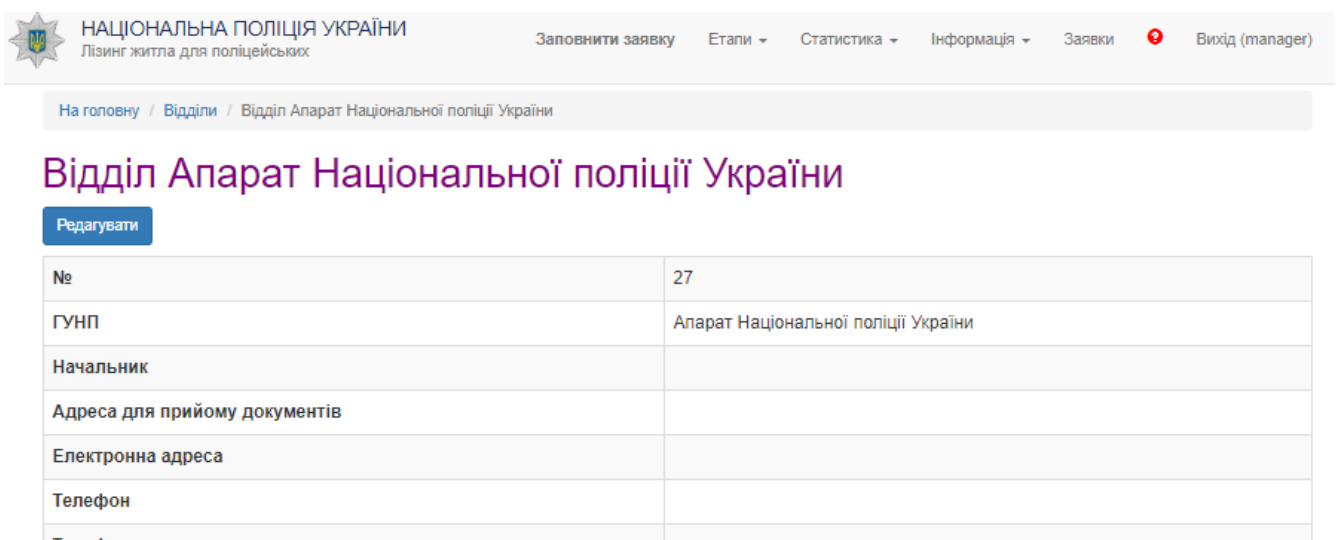 НАЦІОНАЛЬНА ПОЛІЦІЯ УКРАЇНИ
Лізинг житла для поліцейських
Заповнити заявку Етапи Статистика Інформація Заявки Вихід (manager)
На головну / Відділи / Відділ Апарат Національної поліції України
Відділ Апарат Національної поліції України
Редагувати
№ 27
ГУНП Апарат Національної поліції України
Начальник
Адреса для прийому документів
Електронна адреса
Телефон